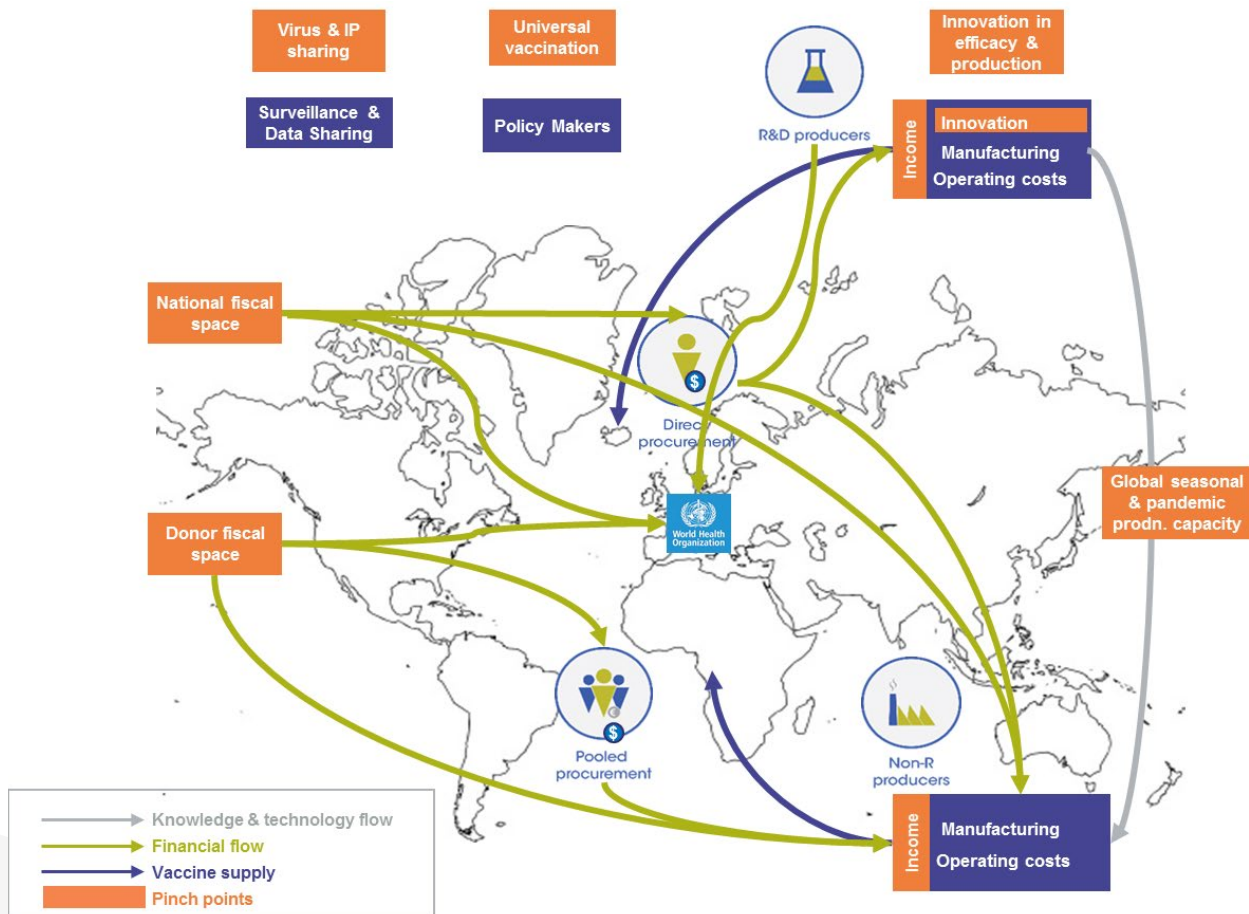 Virus & IP
sharing
Universal
vaccination
Innovation in
efficacy &
production
Surveillance &
Data Sharing
Policy Makers
R&D producers
Income
Innovation
Manufacturing
Operating costs
National fiscal
space
$
Direct
procurement
Global seasonal
& pandemic
prodn. capacity
Donor fiscal
space
World Health
Organization
$
Pooled
procurement
Non-R
producers
Income
Manufacturing
Operating costs
Knowledge & technology flow
Financial flow
Vaccine supply
Pinch points